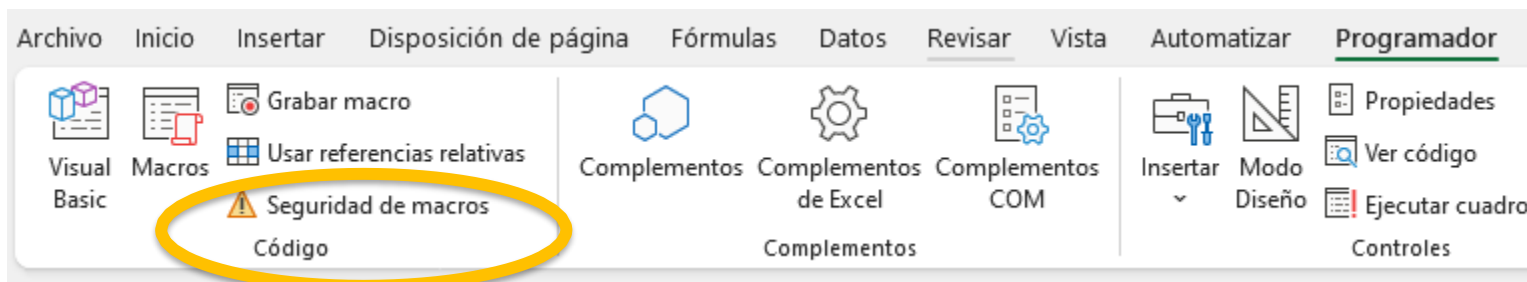 Archivo Inicio Insertar Disposición de página Fórmulas Datos Revisar Vista Automatizar Programador
Visual Basic
Macros
Grabar macro
Usar referencias relativas
Seguridad de macros
Código
Complementos
Complementos de Excel
Complementos COM
Complementos
Insertar
Modo Diseño
Propiedades
Ver código
Ejecutar cuadro
Controles